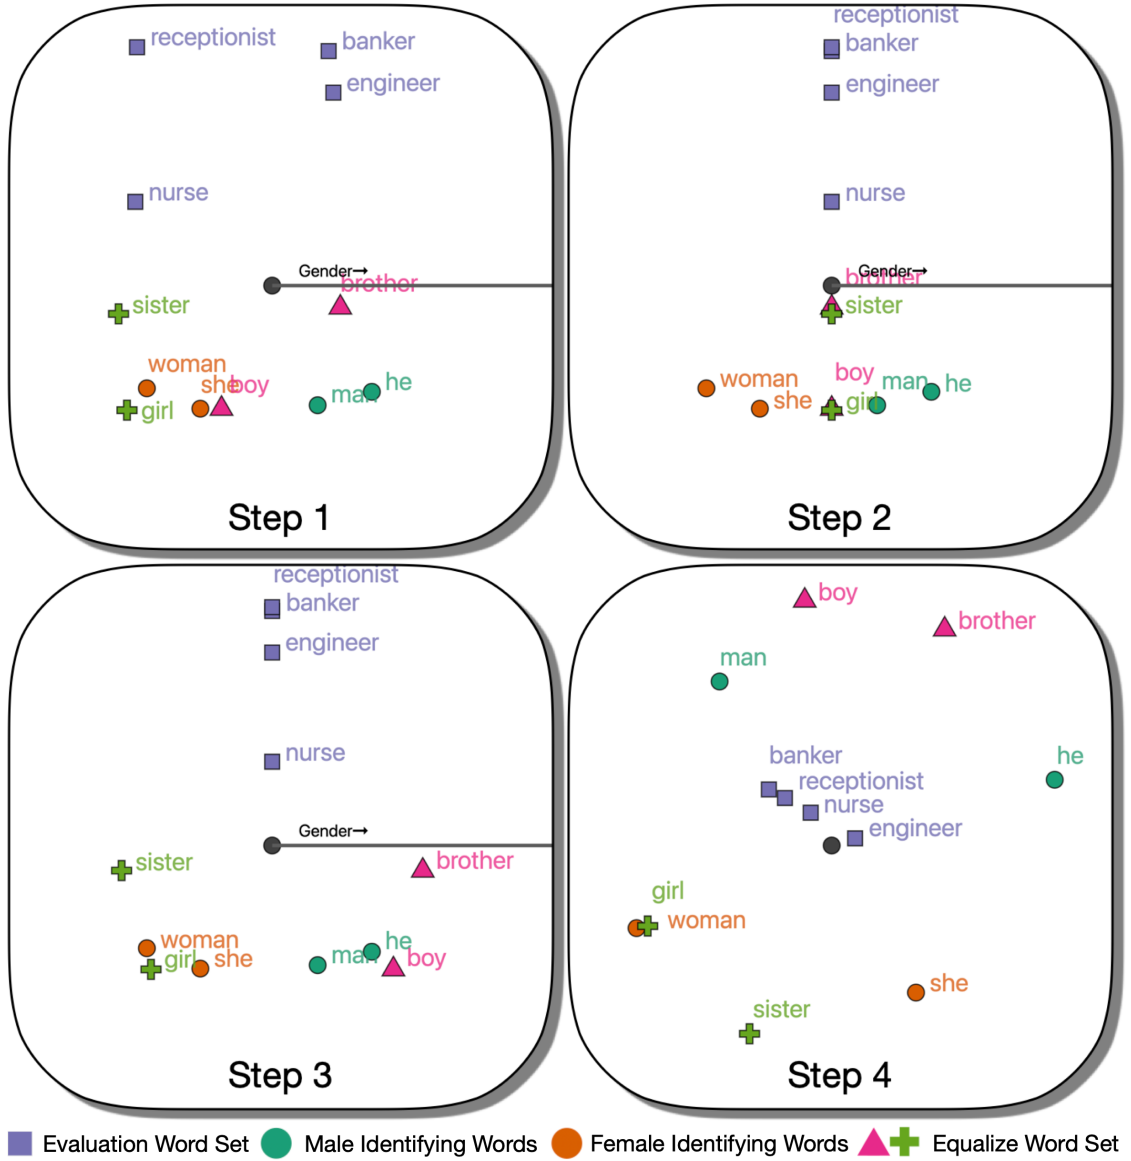 receptionist
banker
engineer
nurse
Gender→
brother
sister
woman
she
boy
he
man
girl
Step 1
receptionist
banker
engineer
nurse
Gender→
brother
sister
boy
woman
man
he
she
girl
Step 2
receptionist
banker
engineer
nurse
Gender→
sister
brother
woman
he
girl
she
man
boy
Step 3
boy
brother
man
banker
he
receptionist
nurse
engineer
girl
woman
she
sister
Step 4
Evaluation Word Set Male Identifying Words Female Identifying Words Equalize Word Set